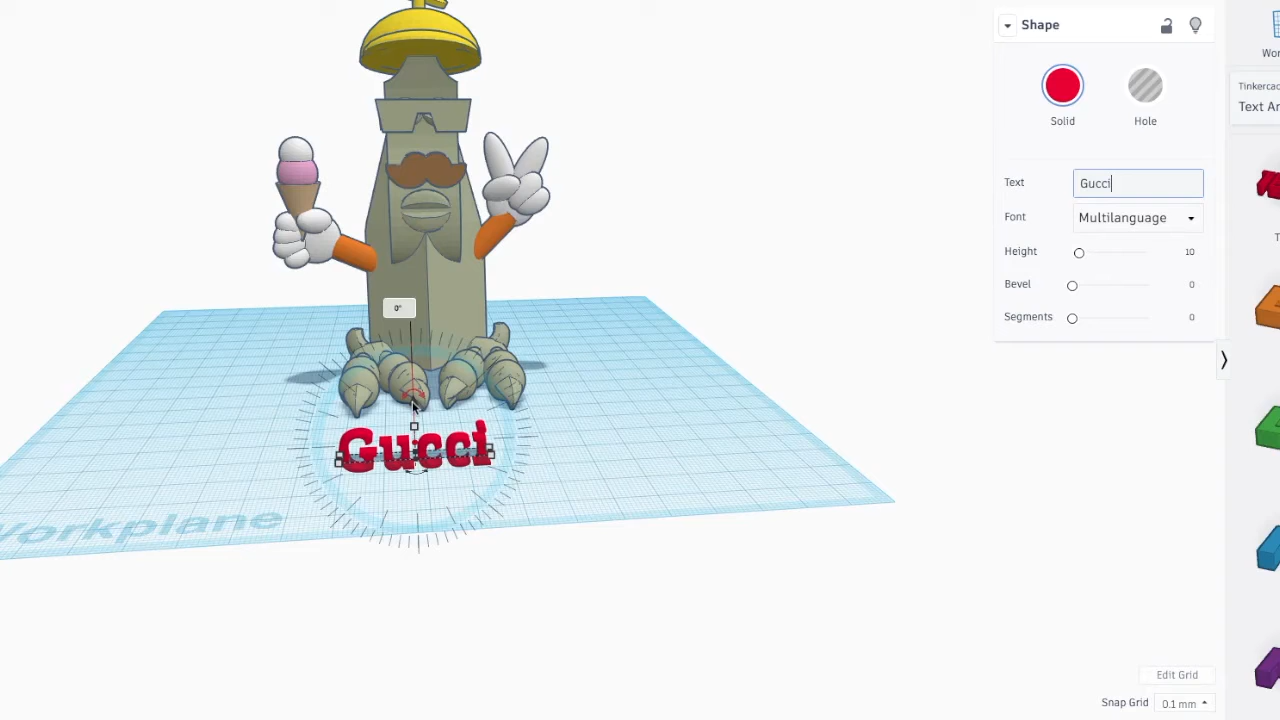 Shape
Solid
Hole
Text
Gucci
Font
Multilanguage
Height
10
Bevel
0
Segments
0
0°
Gucci
Workplane
Edit Grid
Snap Grid
0.1 mm